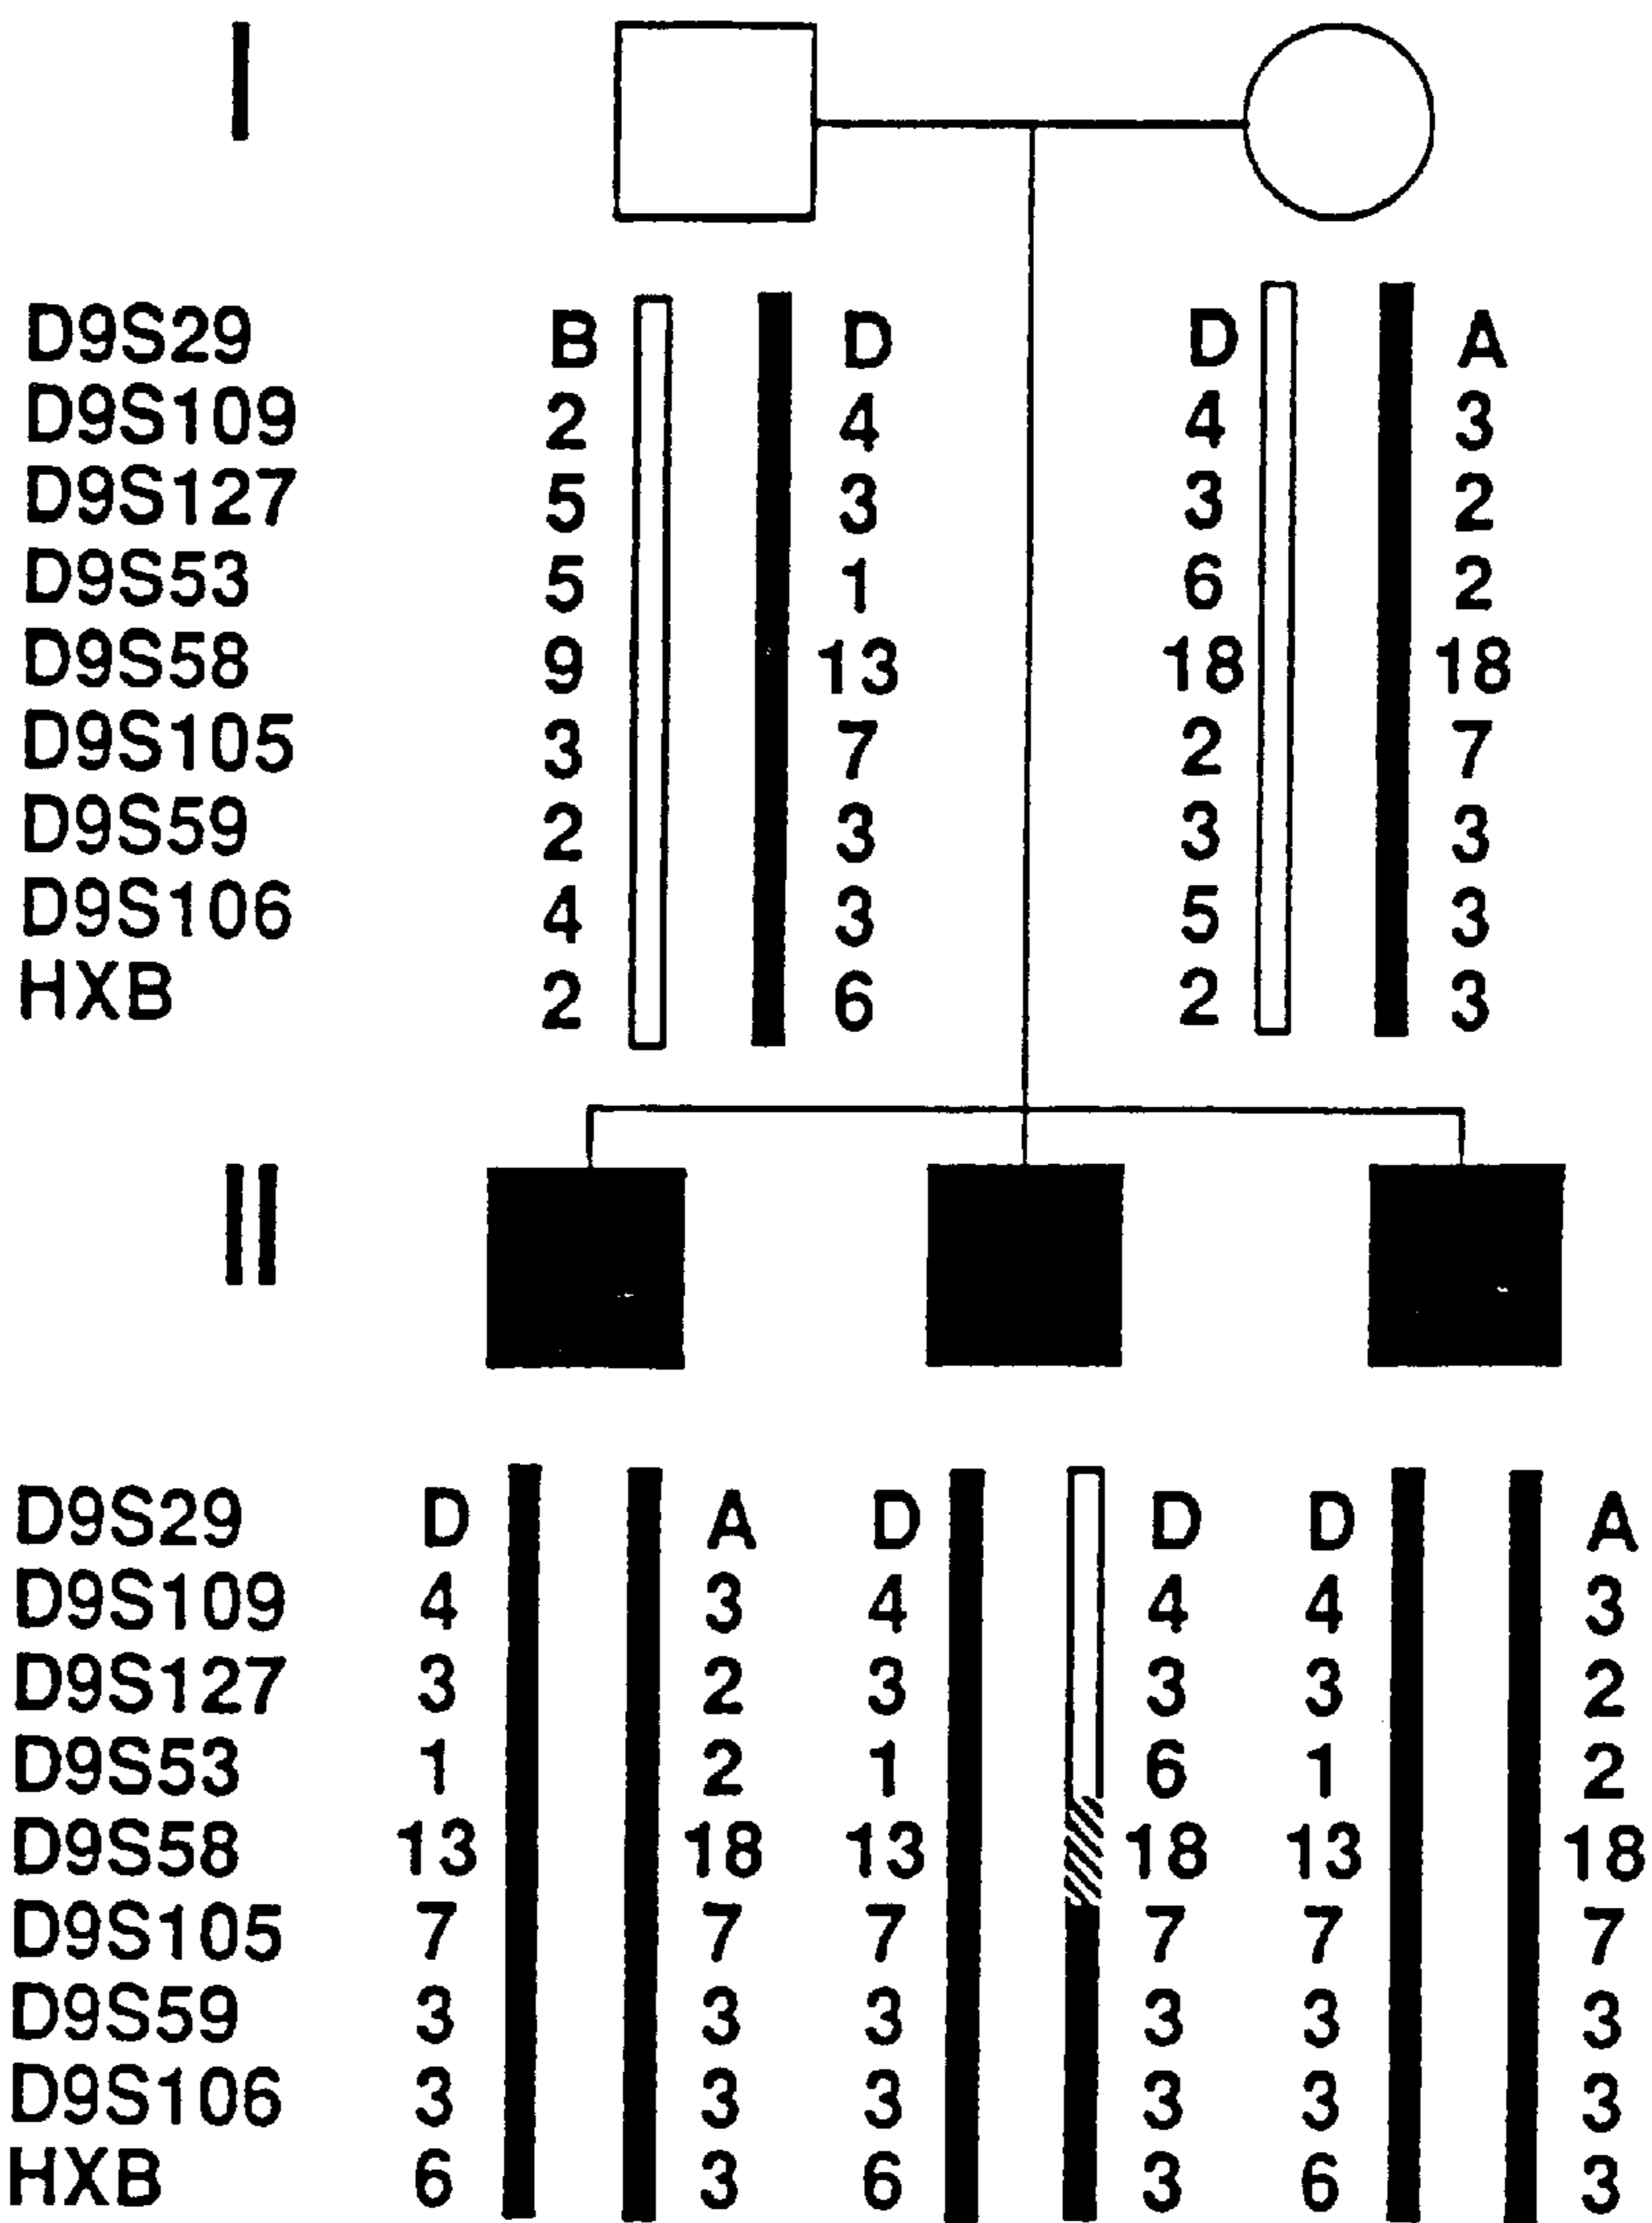 I
D9S29 B D D A
D9S109 2 4 4 3
D9S127 5 3 3 2
D9S53 5 1 6 2
D9S58 9 13 18 18
D9S105 3 7 2 7
D9S59 2 3 3 3
D9S106 4 3 5 3
HXB 2 6 2 3
II
D9S29 D A D D D A
D9S109 4 3 4 4 4 3
D9S127 3 2 3 3 3 2
D9S53 1 2 1 6 1 2
D9S58 13 18 13 18 13 18
D9S105 7 7 7 7 7 7
D9S59 3 3 3 3 3 3
D9S106 3 3 3 3 3 3
HXB 6 3 6 3 6 3